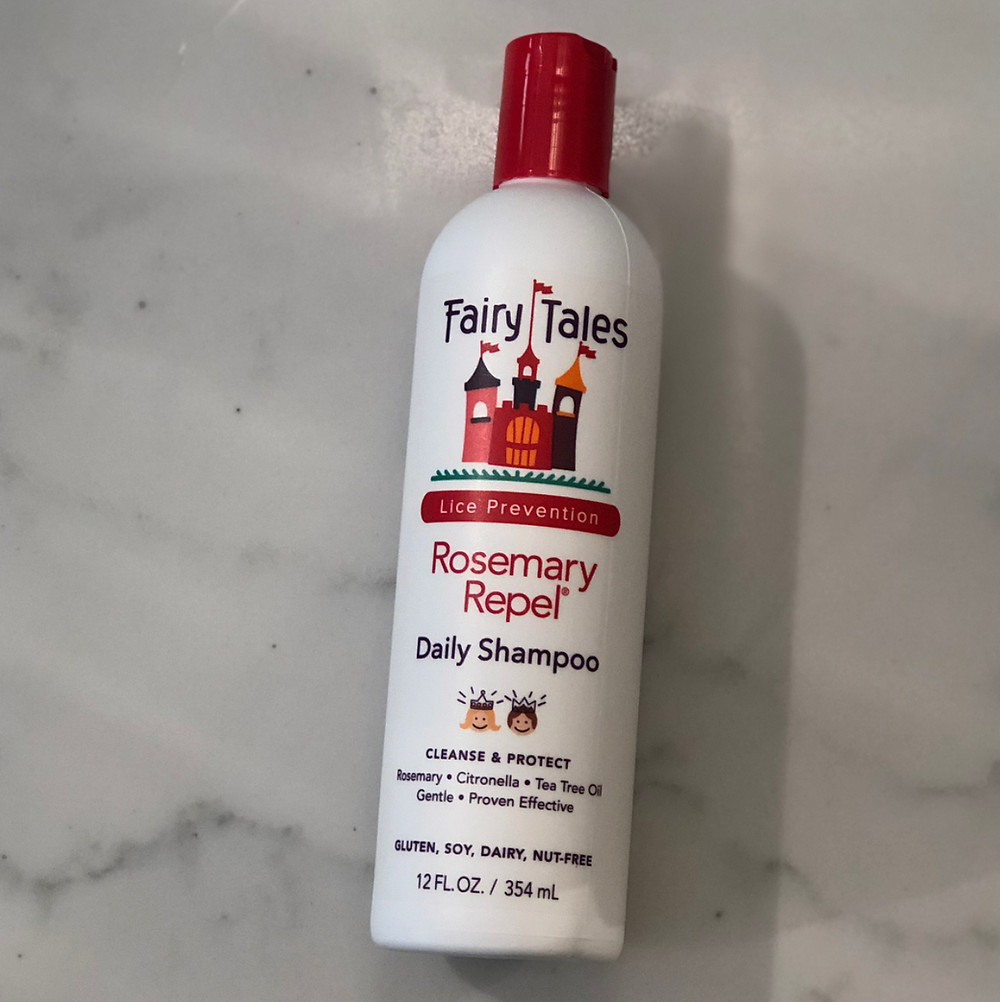 Fairy Tales
Lice Prevention
Rosemary
Repel®
Daily Shampoo
CLEANSE & PROTECT
Rosemary • Citronella • Tea Tree Oil
Gentle • Proven Effective
GLUTEN, SOY, DAIRY, NUT-FREE
12 FL. OZ. / 354 mL